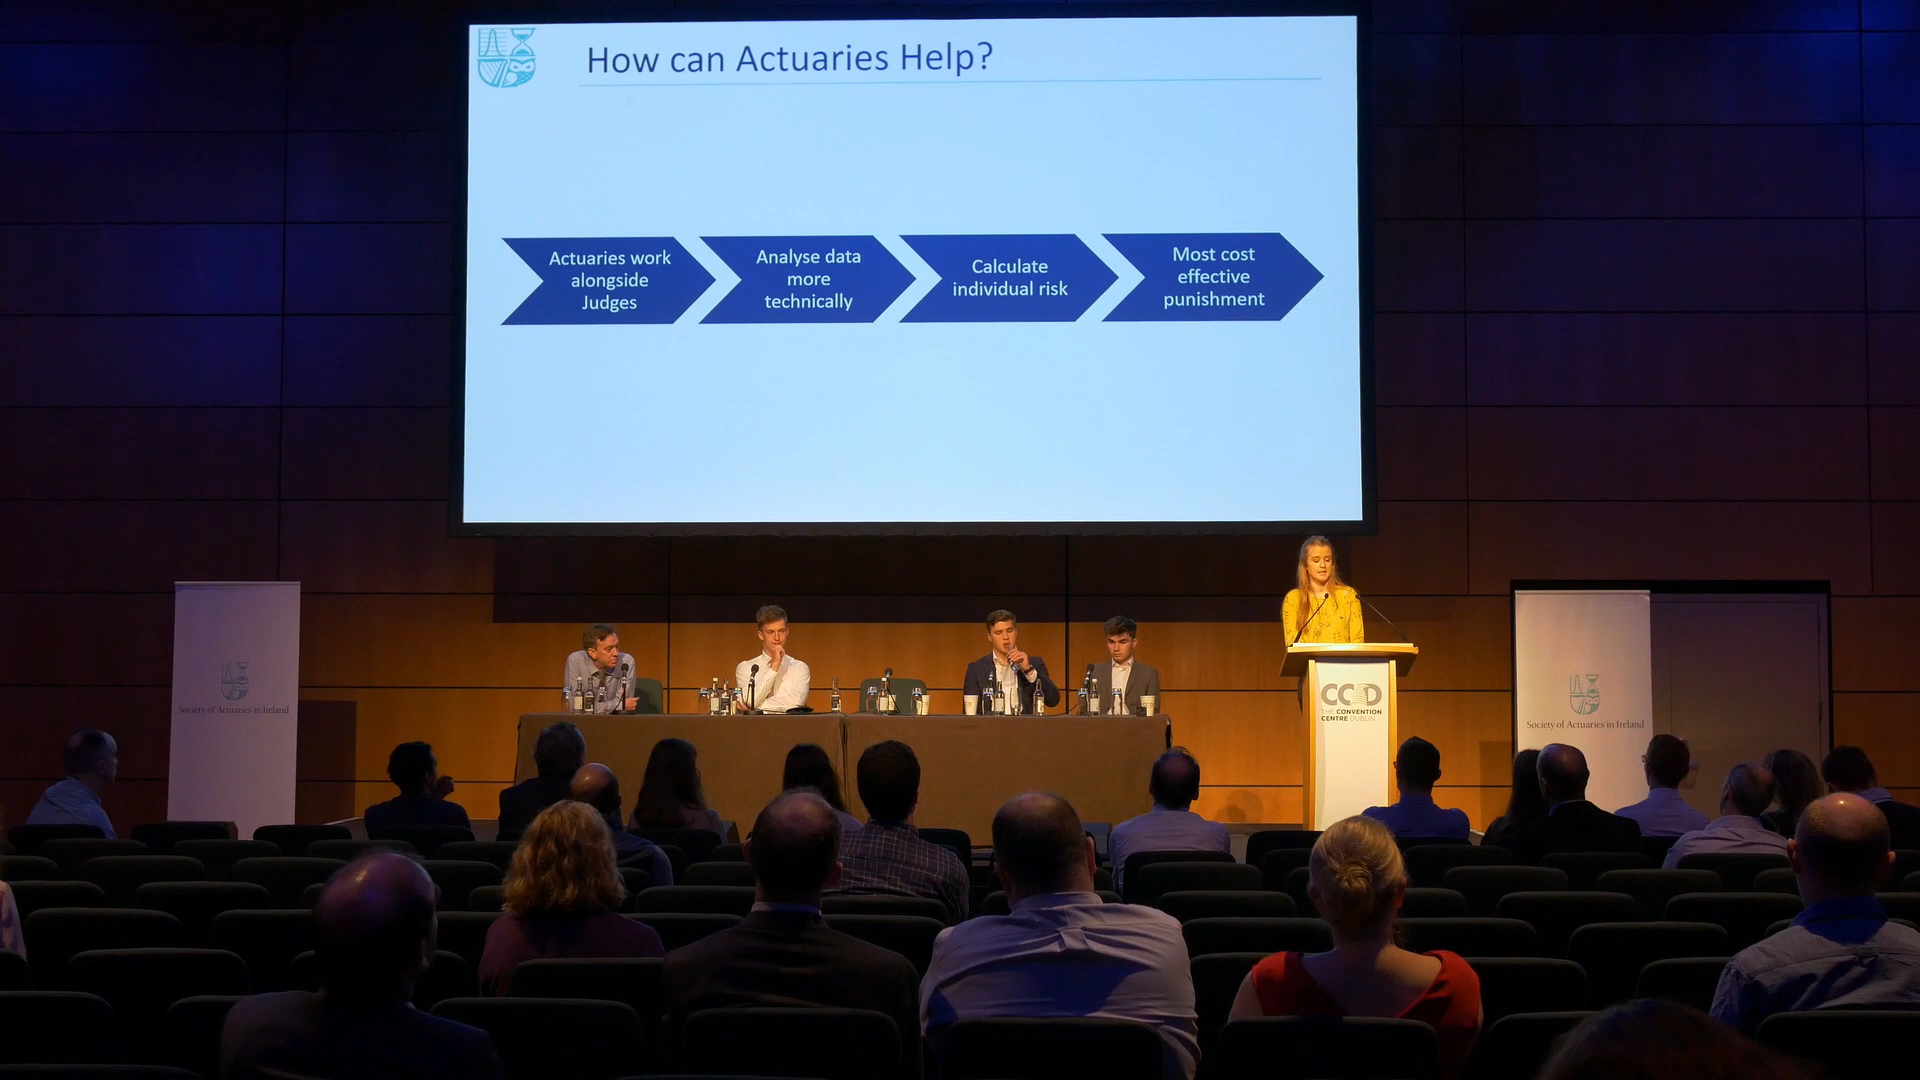 How can Actuaries Help?
Actuaries work
alongside
Judges
Analyse data
more
technically
Calculate
individual risk
Most cost
effective
punishment
Society of Actuaries in Ireland
CCD
THE CONVENTION
CENTRE DUBLIN
Society of Actuaries in Ireland